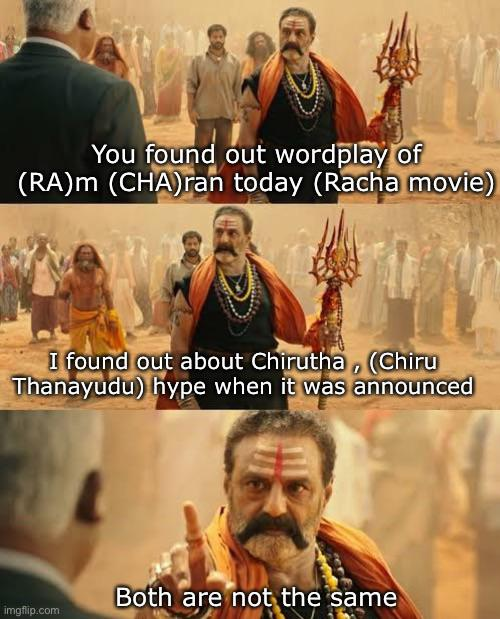 You found out wordplay of
(RA)m (CHA)ran today (Racha movie)
I found out about Chirutha , (Chiru
Thanayudu) hype when it was announced
Both are not the same
imgflip.com